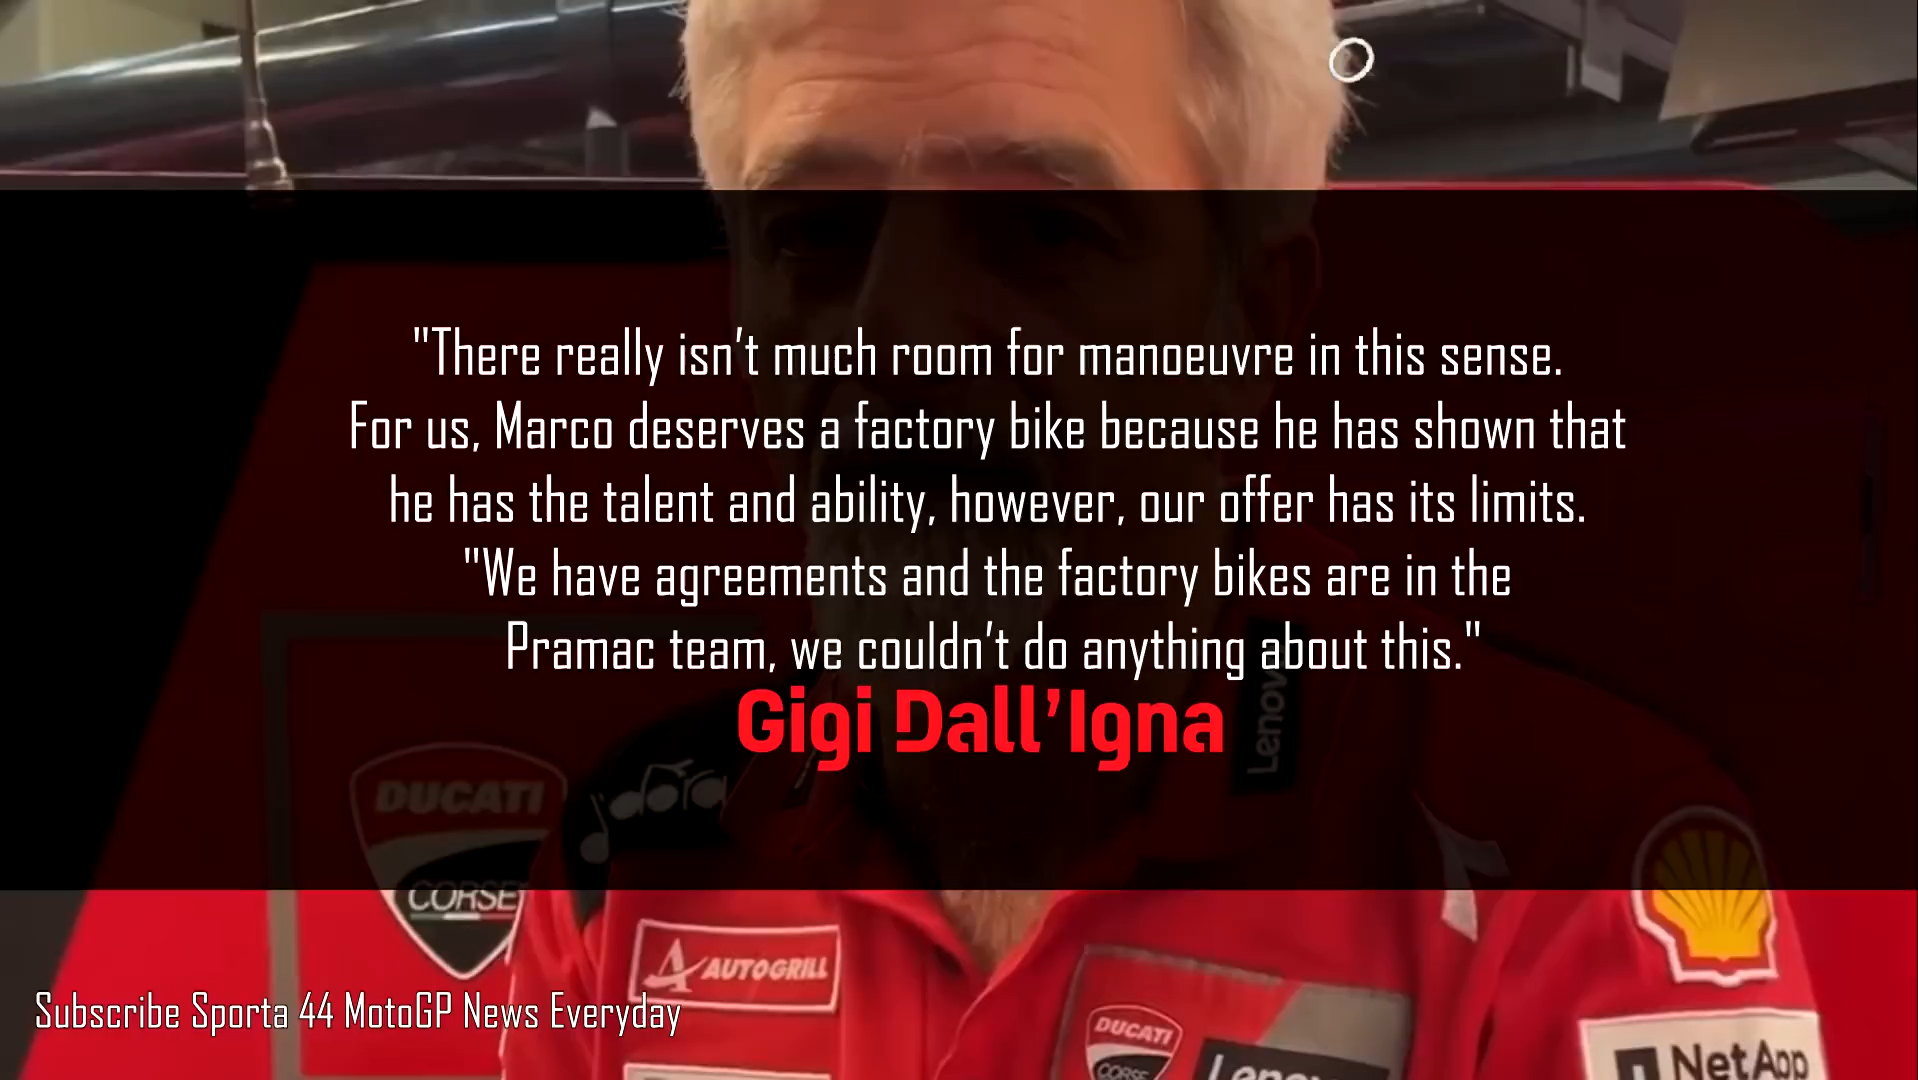 "There really isn't much room for manoeuvre in this sense.
For us, Marco deserves a factory bike because he has shown that
he has the talent and ability, however, our offer has its limits.
"We have agreements and the factory bikes are in the
Pramac team, we couldn't do anything about this."
Gigi Dall'Igna
Lenovo
DUCATI
CORSE
diadora
AUTOGRILL
Subscribe Sporta 44 MotoGP News Everyday
DUCATI
CORSE
Lenovo
NetApp